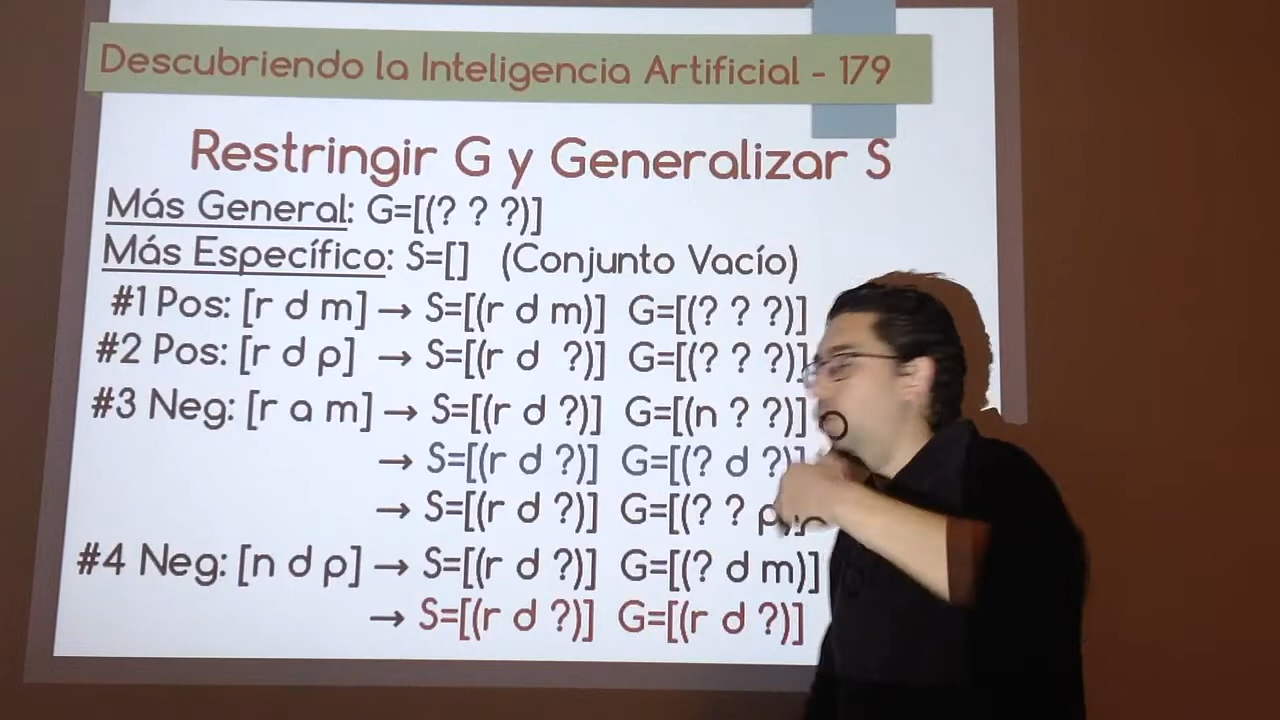 Descubriendo la Inteligencia Artificial - 179
Restringir G y Generalizar S
Más General: G=[(? ? ?)]
Más Específico: S=[] (Conjunto Vacío)
#1 Pos: [r d m] → S=[(r d m)] G=[(? ? ?)]
#2 Pos: [r d p] → S=[(r d ?)] G=[(? ? ?)]
#3 Neg: [r a m] → S=[(r d ?)] G=[(n ? ?)]
→ S=[(r d ?)] G=[(? d ?)]
→ S=[(r d ?)] G=[(? ? p)]
#4 Neg: [n d p] → S=[(r d ?)] G=[(? d m)]
→ S=[(r d ?)] G=[(r d ?)]